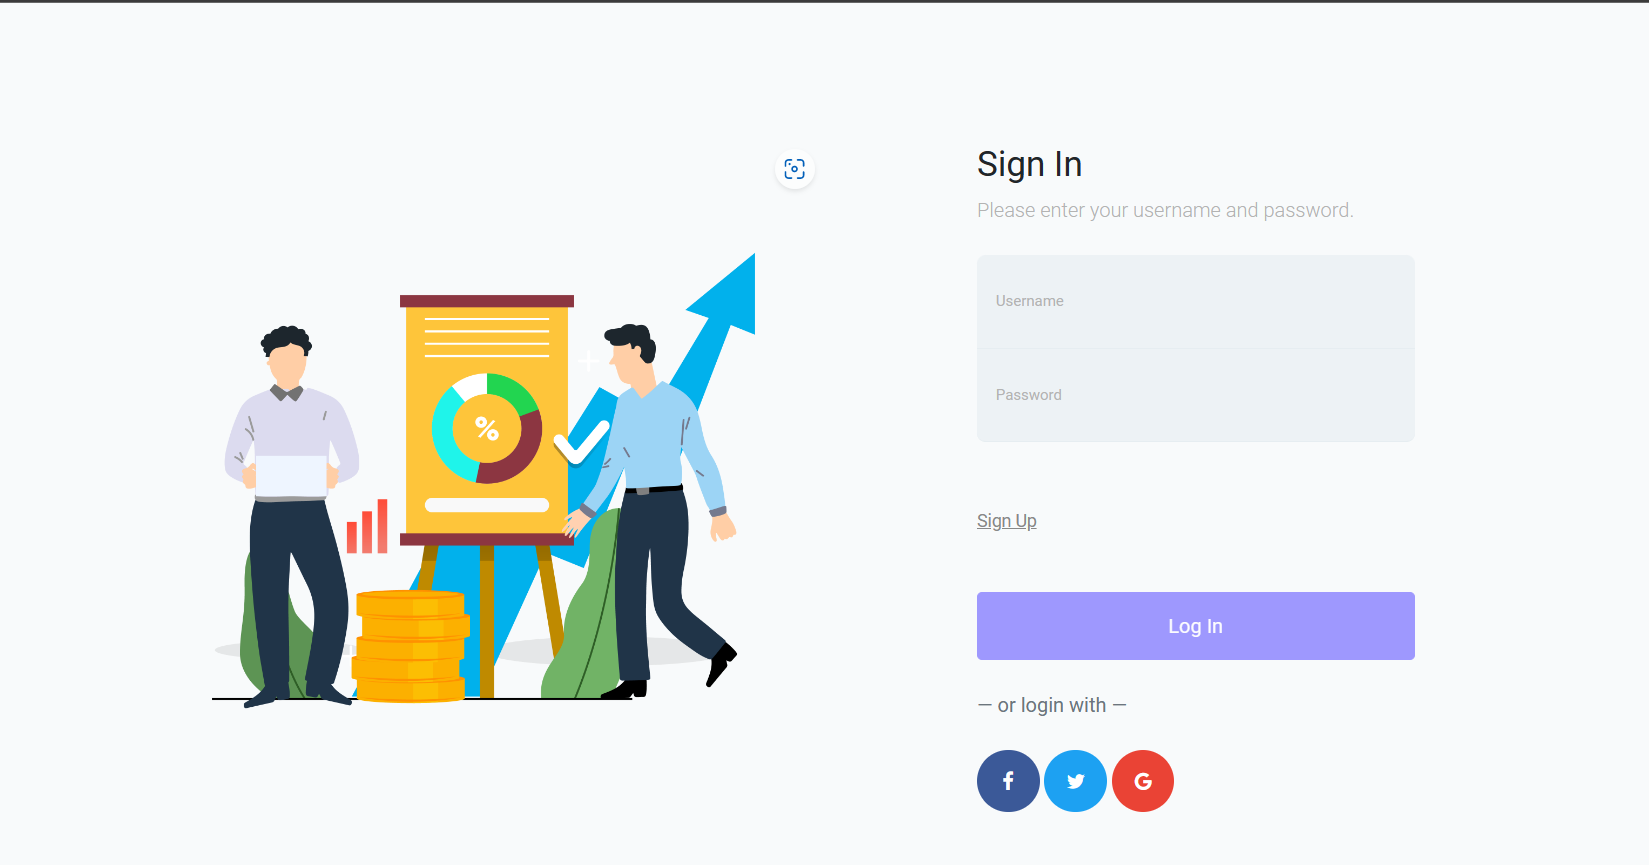 Sign In
Please enter your username and password.
Username
Password
Sign Up
Log In
— or login with —
%